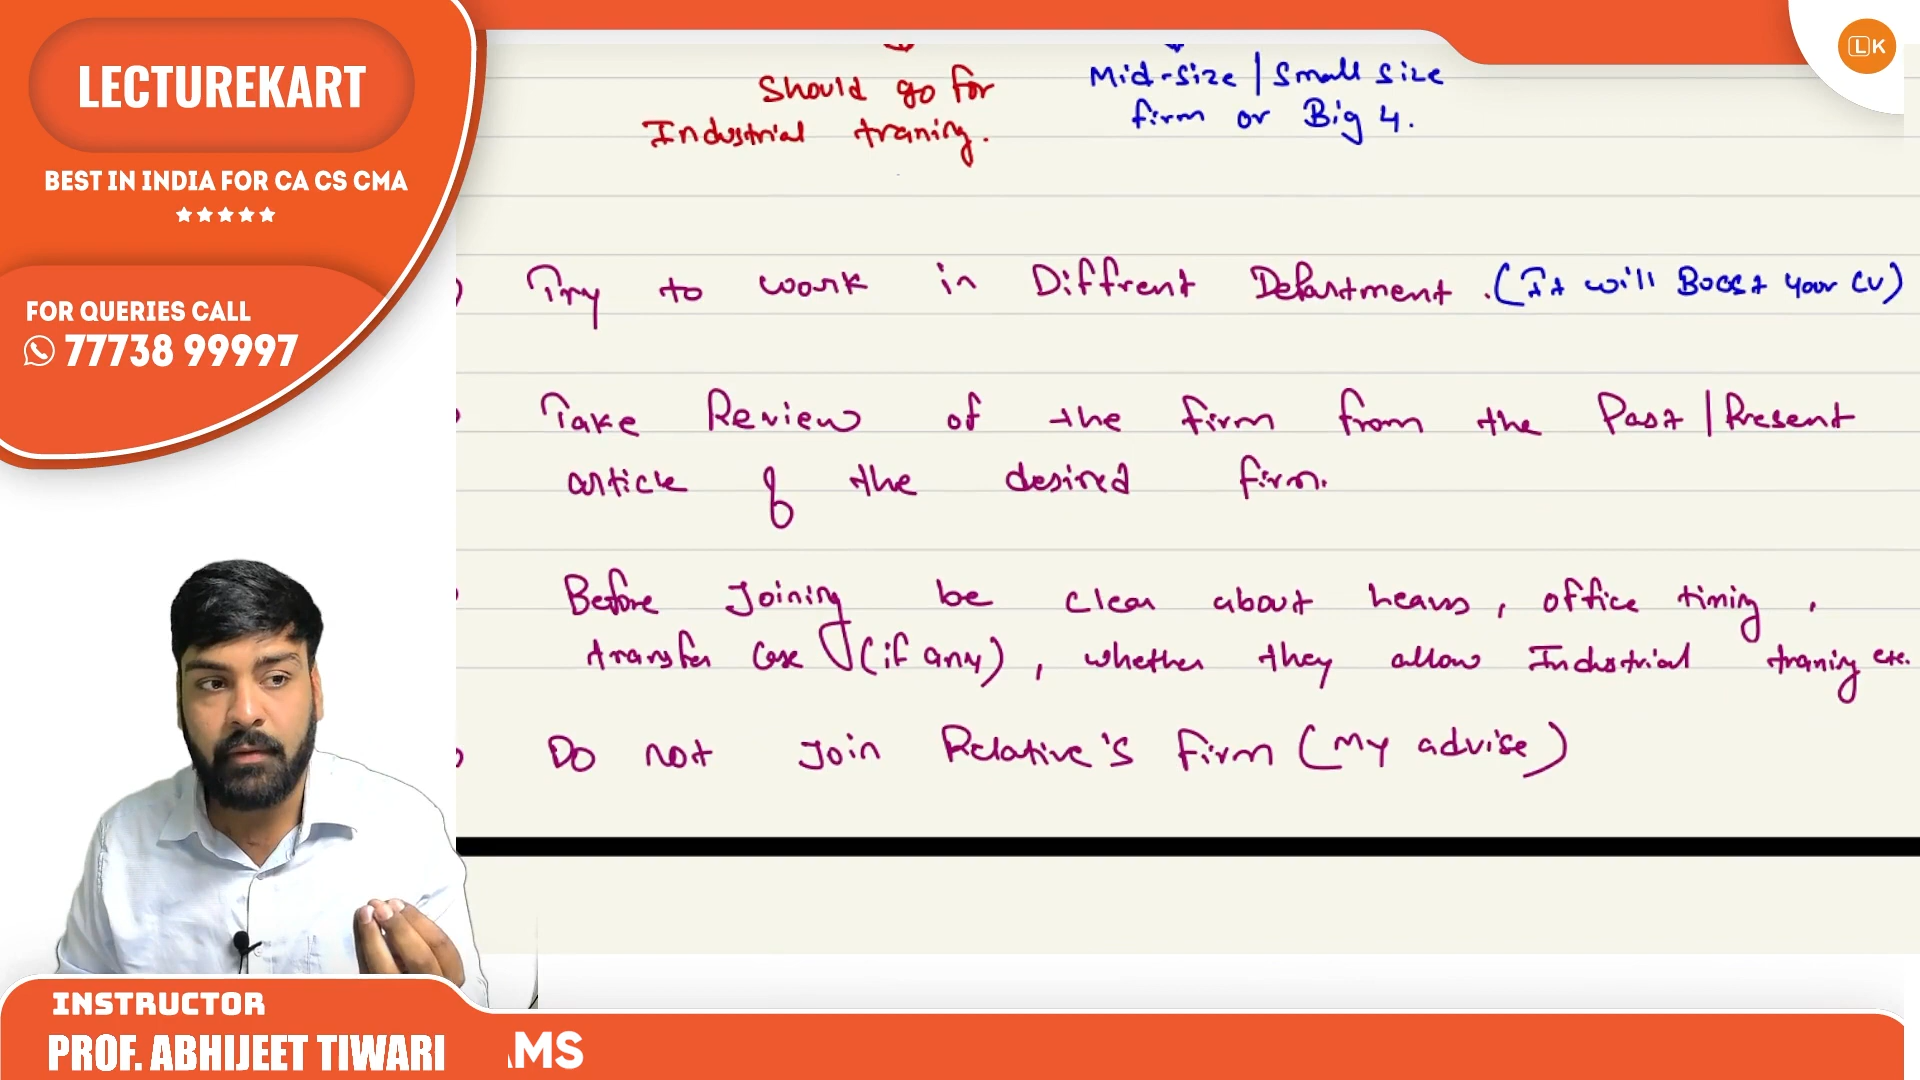 LECTUREKART
BEST IN INDIA FOR CA CS CMA
FOR QUERIES CALL
77738 99997
LK
Should go for
Industrial traning.
Mid-size | Small size
firm or Big 4.
Try to work in Diffrent Department. (It will Boost your CV)
Take Review of the firm from the Past | Present
article of the desired firm.
Before Joining be clear about leaves, office timing,
transfer case (if any), whether they allow Industrial traning etc.
Do not Join Relative's firm (My advise)
INSTRUCTOR
PROF. ABHIJEET TIWARI
AMS